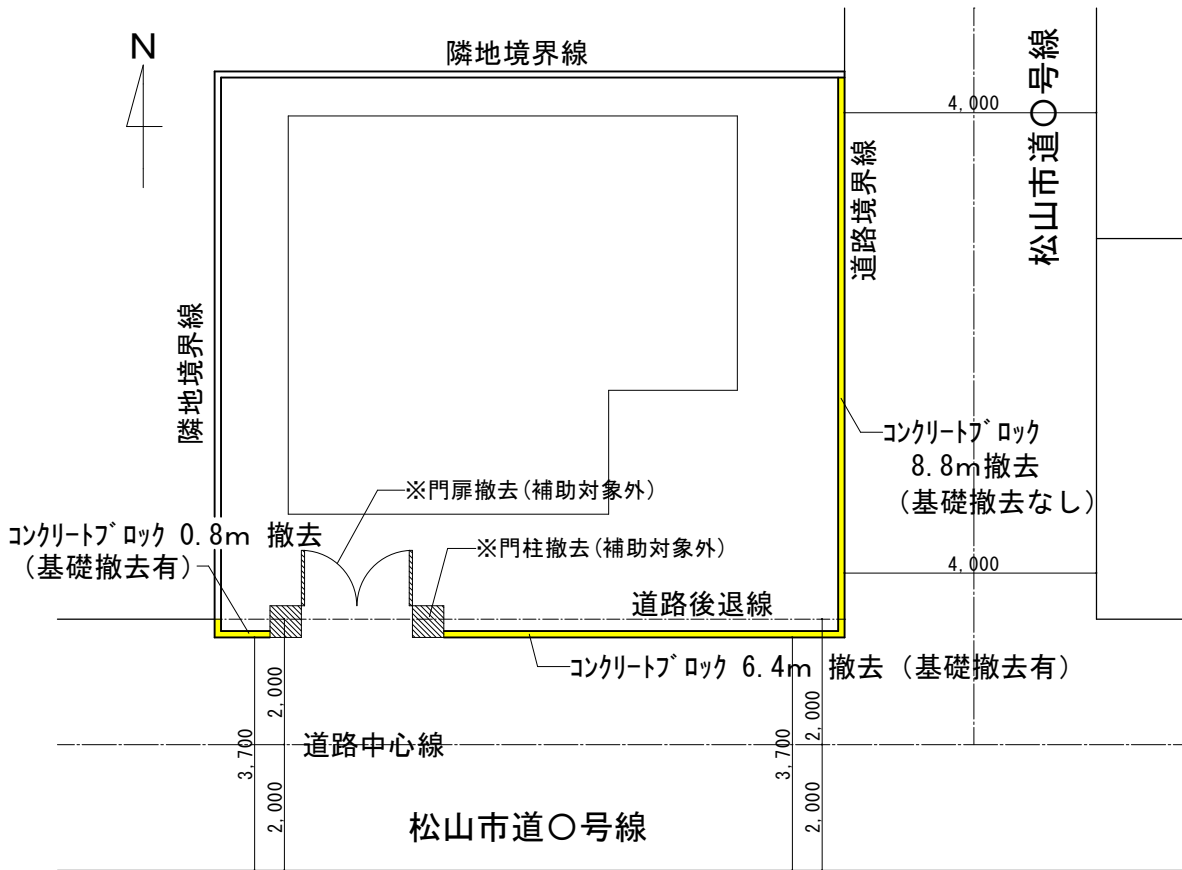 N
隣地境界線
4,000
松山市道〇号線
道路境界線
隣地境界線
コンクリートブロック
8.8m撤去
(基礎撤去なし)
※門扉撤去(補助対象外)
コンクリートブロック 0.8m 撤去
(基礎撤去有)
※門柱撤去(補助対象外)
4,000
道路後退線
コンクリートブロック 6.4m 撤去 (基礎撤去有)
2,000
2,000
3,700
3,700
道路中心線
2,000
2,000
松山市道〇号線